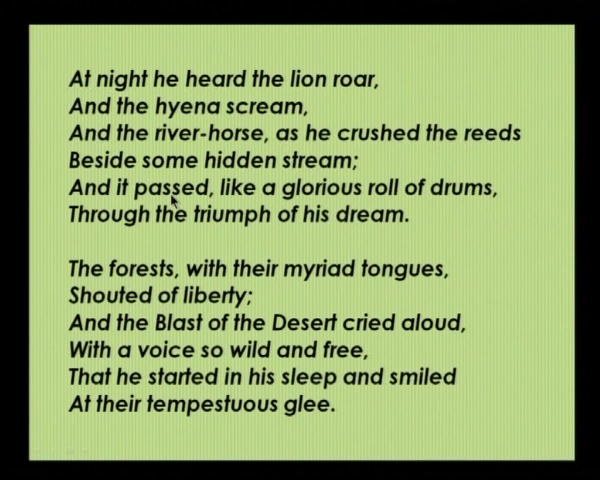 At night he heard the lion roar,
And the hyena scream,
And the river-horse, as he crushed the reeds
Beside some hidden stream;
And it passed, like a glorious roll of drums,
Through the triumph of his dream.
The forests, with their myriad tongues,
Shouted of liberty;
And the Blast of the Desert cried aloud,
With a voice so wild and free,
That he started in his sleep and smiled
At their tempestuous glee.